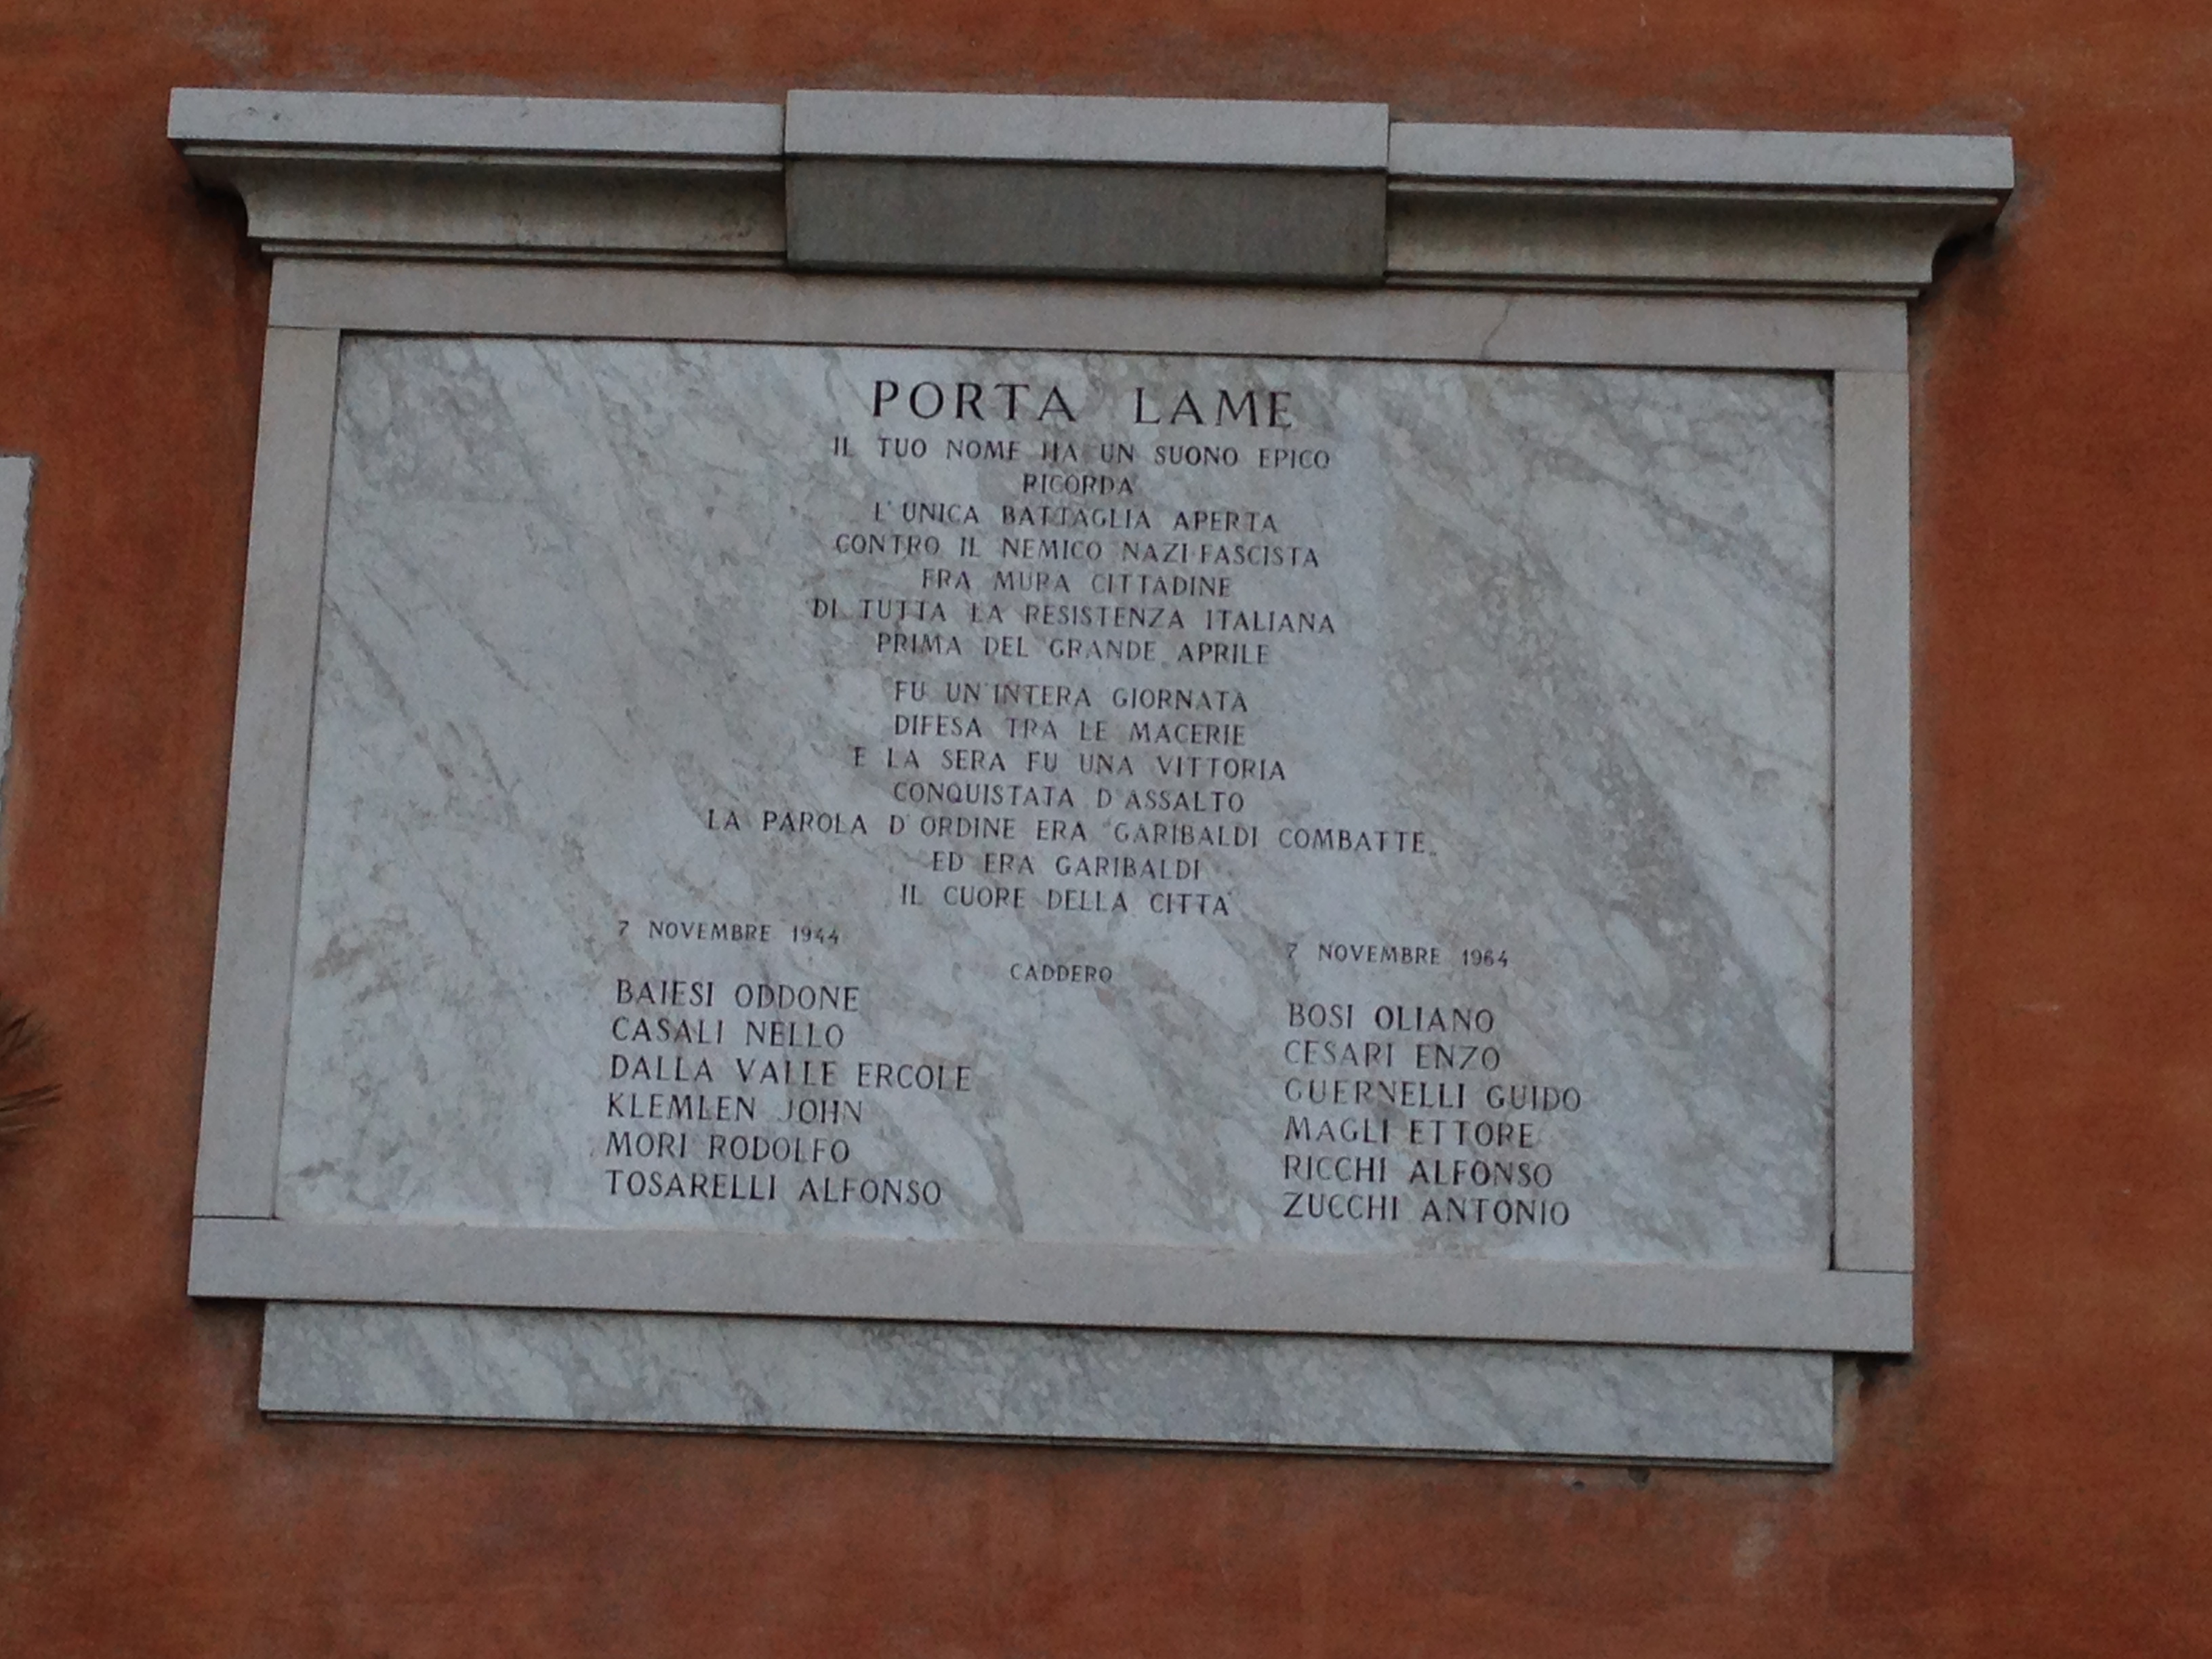 PORTA LAME
IL TUO NOME HA UN SUONO EPICO
RICORDA
L'UNICA BATTAGLIA APERTA
CONTRO IL NEMICO NAZI-FASCISTA
FRA MURA CITTADINE
DI TUTTA LA RESISTENZA ITALIANA
PRIMA DEL GRANDE APRILE
FU UN'INTERA GIORNATA
DIFESA TRA LE MACERIE
E LA SERA FU UNA VITTORIA
CONQUISTATA D'ASSALTO
LA PAROLA D'ORDINE ERA "GARIBALDI COMBATTE"
ED ERA GARIBALDI
IL CUORE DELLA CITTA'
7 NOVEMBRE 1944
7 NOVEMBRE 1964
CADDERO
BAIESI ODDONE
CASALI NELLO
DALLA VALLE ERCOLE
KLEMLEN JOHN
MORI RODOLFO
TOSARELLI ALFONSO
BOSI OLIANO
CESARI ENZO
GUERNELLI GUIDO
MAGLI ETTORE
RICCHI ALFONSO
ZUCCHI ANTONIO